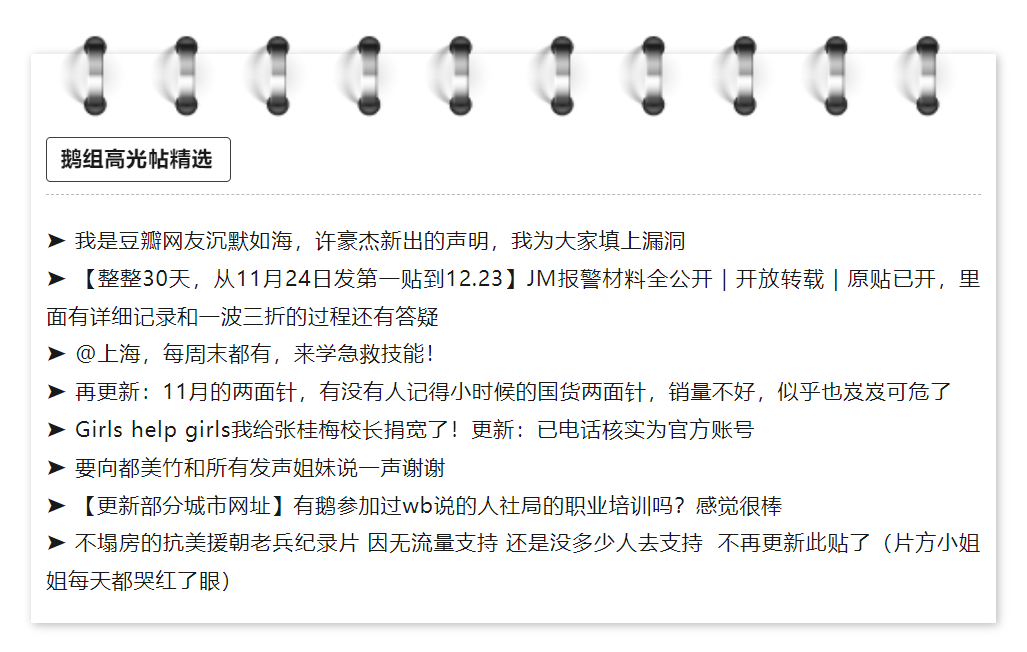 鹅组高光帖精选
➤ 我是豆瓣网友沉默如海，许豪杰新出的声明，我为大家填上漏洞
➤ 【整整30天，从11月24日发第一贴到12.23】JM报警材料全公开 | 开放转载 | 原贴已开，里
面有详细记录和一波三折的过程还有答疑
➤ @上海，每周末都有，来学急救技能！
➤ 再更新：11月的两面针，有没有人记得小时候的国货两面针，销量不好，似乎也岌岌可危了
➤ Girls help girls我给张桂梅校长捐宽了！更新：已电话核实为官方账号
➤ 要向都美竹和所有发声姐妹说一声谢谢
➤ 【更新部分城市网址】有鹅参加过wb说的人社局的职业培训吗？感觉很棒
➤ 不塌房的抗美援朝老兵纪录片 因无流量支持 还是没多少人去支持  不再更新此贴了（片方小姐
姐每天都哭红了眼）